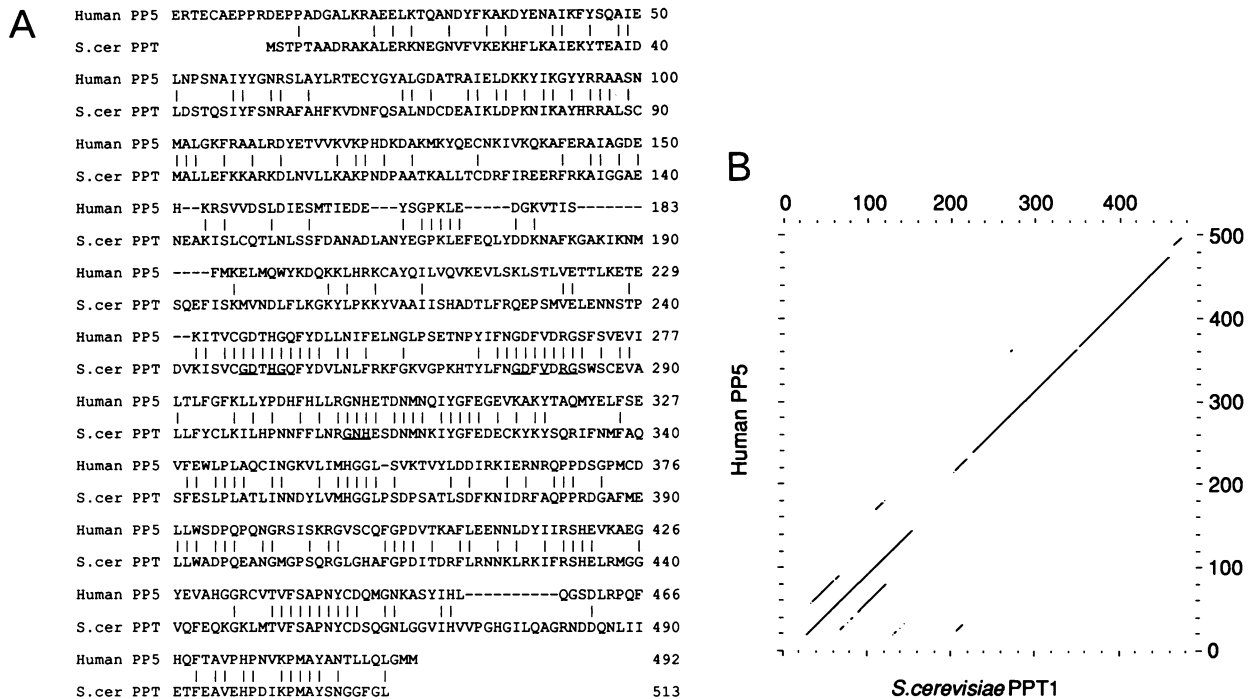 A
Human PP5 ERTECAEPPRDEPPADGALKRAEELKTQANDYFKAKDYENAIKFYSQAIE 50
S.cer PPT MSTPTAADRAKALERKNEGNVFVKEKHFLKAIEKYTEAID 40
Human PP5 LNPSNAIYYGNRSLAYLRTECYGYALGDATRAIELDKKYIKGYYRRAASN 100
S.cer PPT LDSTQSIYFSNRAFAHFKVDNFQSALNDCDEAIKLDPKNIKAYHRRALSC 90
Human PP5 MALGKFRAALRDYETVVKVKPHDKDAKMKYQECNKIVKQKAFERAIAGDE 150
S.cer PPT MALLEFKKARKDLNVLLKAKPNDPAATKALLTCDRFIREERFRKAIGGAE 140
Human PP5 H--KRSVVDSLDIESMTIEDE---YSGPKLE-----DGKVTIS------- 183
S.cer PPT NEAKISLCQTLNLSSFDANADLANYEGPKLEFEQLYDDKNAFKGAKIKNM 190
Human PP5 ----FMKELMQWYKDQKKLHRKCAYQILVQVKEVLSKLSTLVETTLKETE 229
S.cer PPT SQEFISKMVNDLFLKGKYLPKKYVAAIISHADTLFRQEPSMVELENNSTP 240
Human PP5 --KITVCGDTHGQFYDLLNIFELNGLPSETNPYIFNGDFVDRGSFSVEVI 277
S.cer PPT DVKISVCGDTHGQFYDVLNLFRKFGKVGPKHTYLFNGDFVDRGSWSCEVA 290
Human PP5 LTLFGFKLLYPDHFHLLRGNHETDNMNQIYGFEGEVKAKYTAQMYELFSE 327
S.cer PPT LLFYCLKILHPNNFFLNRGNHESDNMNKIYGFEDECKYKYSQRIFNMFAQ 340
Human PP5 VFEWLPLAQCINGKVLIMHGGL-SVKTVYLDDIRKIERNRQPPDSGPMCD 376
S.cer PPT SFESLPLATLINNDYLVMHGGLPSDPSATLSDFKNIDRFAQPPRDGAFME 390
Human PP5 LLWSDPQPQNGRSISKRGVSCQFGPDVTKAFLEENNLDYIIRSHEVKAEG 426
S.cer PPT LLWADPQEANGMGPSQRGLGHAFGPDITDRFLRNNKLRKIFRSHELRMGG 440
Human PP5 YEVAHGGRCVTVFSAPNYCDQMGNKASYIHL----------QGSDLRPQF 466
S.cer PPT VQFEQKGKLMTVFSAPNYCDSQGNLGGVIHVVPGHGILQAGRNDDQNLII 490
Human PP5 HQFTAVPHPNVKPMAYANTLLQLGMM 492
S.cer PPT ETFEAVEHPDIKPMAYSNGGFGL 513
B
0 100 200 300 400
500
400
300
200
100
0
Human PP5
S.cerevisiae PPT1